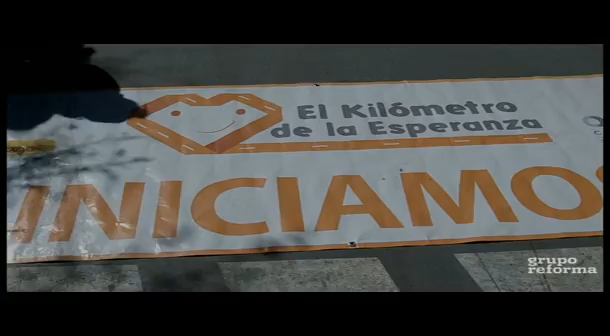 El Kilómetro
de la Esperanza
INICIAMOS
grupo
reforma